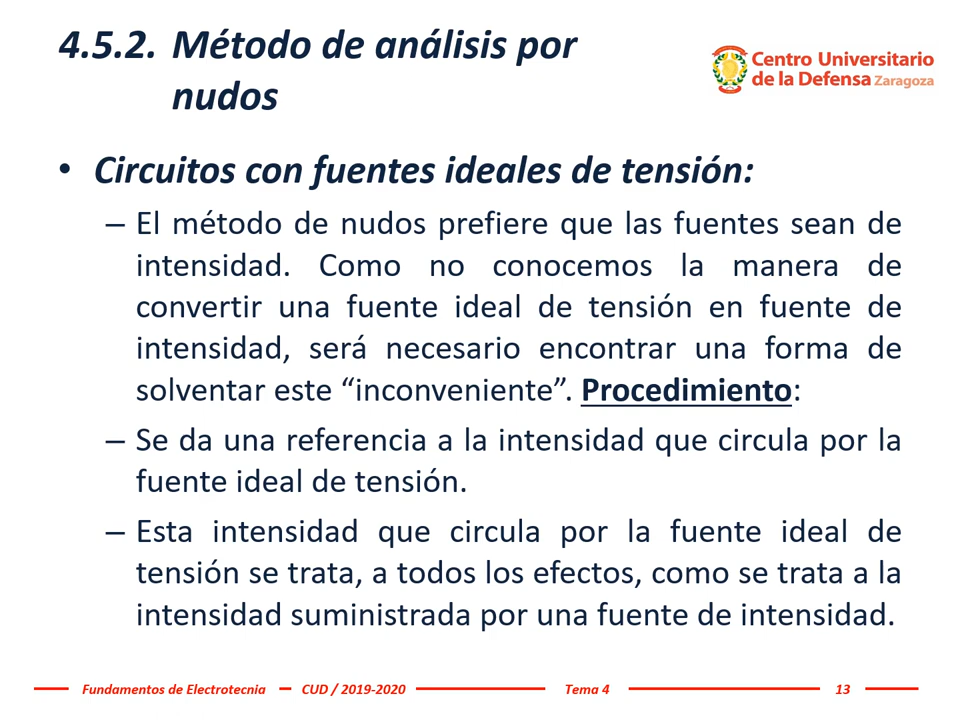 4.5.2. Método de análisis por
nudos
Centro Universitario
de la Defensa Zaragoza
• Circuitos con fuentes ideales de tensión:
– El método de nudos prefiere que las fuentes sean de
intensidad. Como no conocemos la manera de
convertir una fuente ideal de tensión en fuente de
intensidad, será necesario encontrar una forma de
solventar este “inconveniente”. Procedimiento:
– Se da una referencia a la intensidad que circula por la
fuente ideal de tensión.
– Esta intensidad que circula por la fuente ideal de
tensión se trata, a todos los efectos, como se trata a la
intensidad suministrada por una fuente de intensidad.
Fundamentos de Electrotecnia – CUD / 2019-2020 Tema 4 13